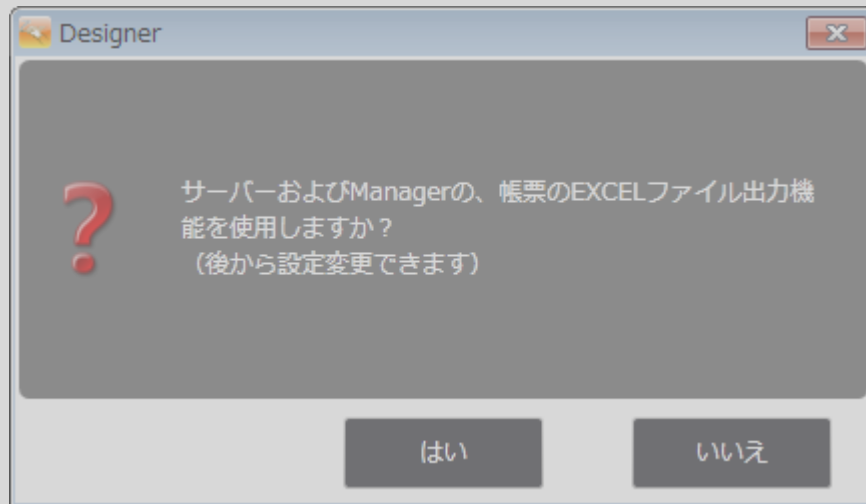 Designer
サーバーおよびManagerの、帳票のEXCELファイル出力機
能を使用しますか？
（後から設定変更できます）
はい
いいえ